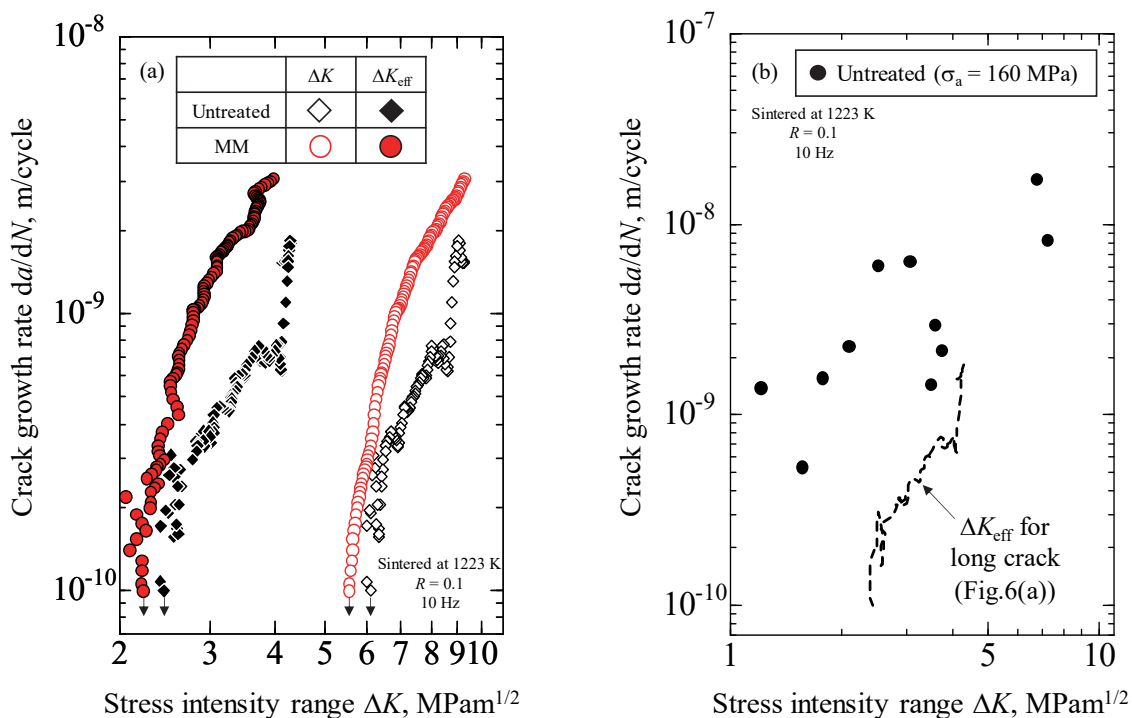 (a)
ΔK ΔKeff
Untreated
MM
Sintered at 1223 K
R = 0.1
10 Hz
10⁻⁸
10⁻⁹
10⁻¹⁰
2 3 4 5 6 7 8 9 10
Crack growth rate da/dN, m/cycle
Stress intensity range ΔK, MPam1/2
(b)
Untreated (σa = 160 MPa)
Sintered at 1223 K
R = 0.1
10 Hz
10⁻⁷
10⁻⁸
10⁻⁹
10⁻¹⁰
ΔKeff for
long crack
(Fig.6(a))
1 5 10
Crack growth rate da/dN, m/cycle
Stress intensity range ΔK, MPam1/2